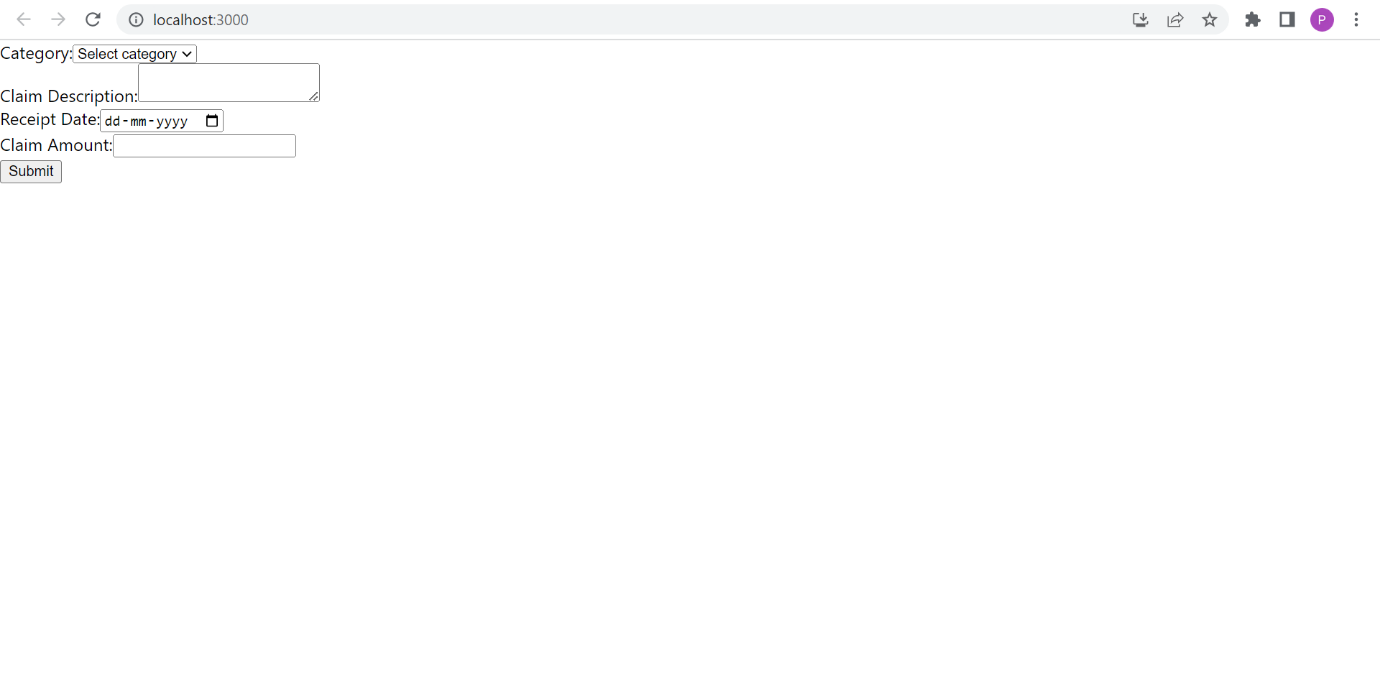 localhost:3000
P
Category: Select category
Claim Description:
Receipt Date: dd-mm-yyyy
Claim Amount:
Submit